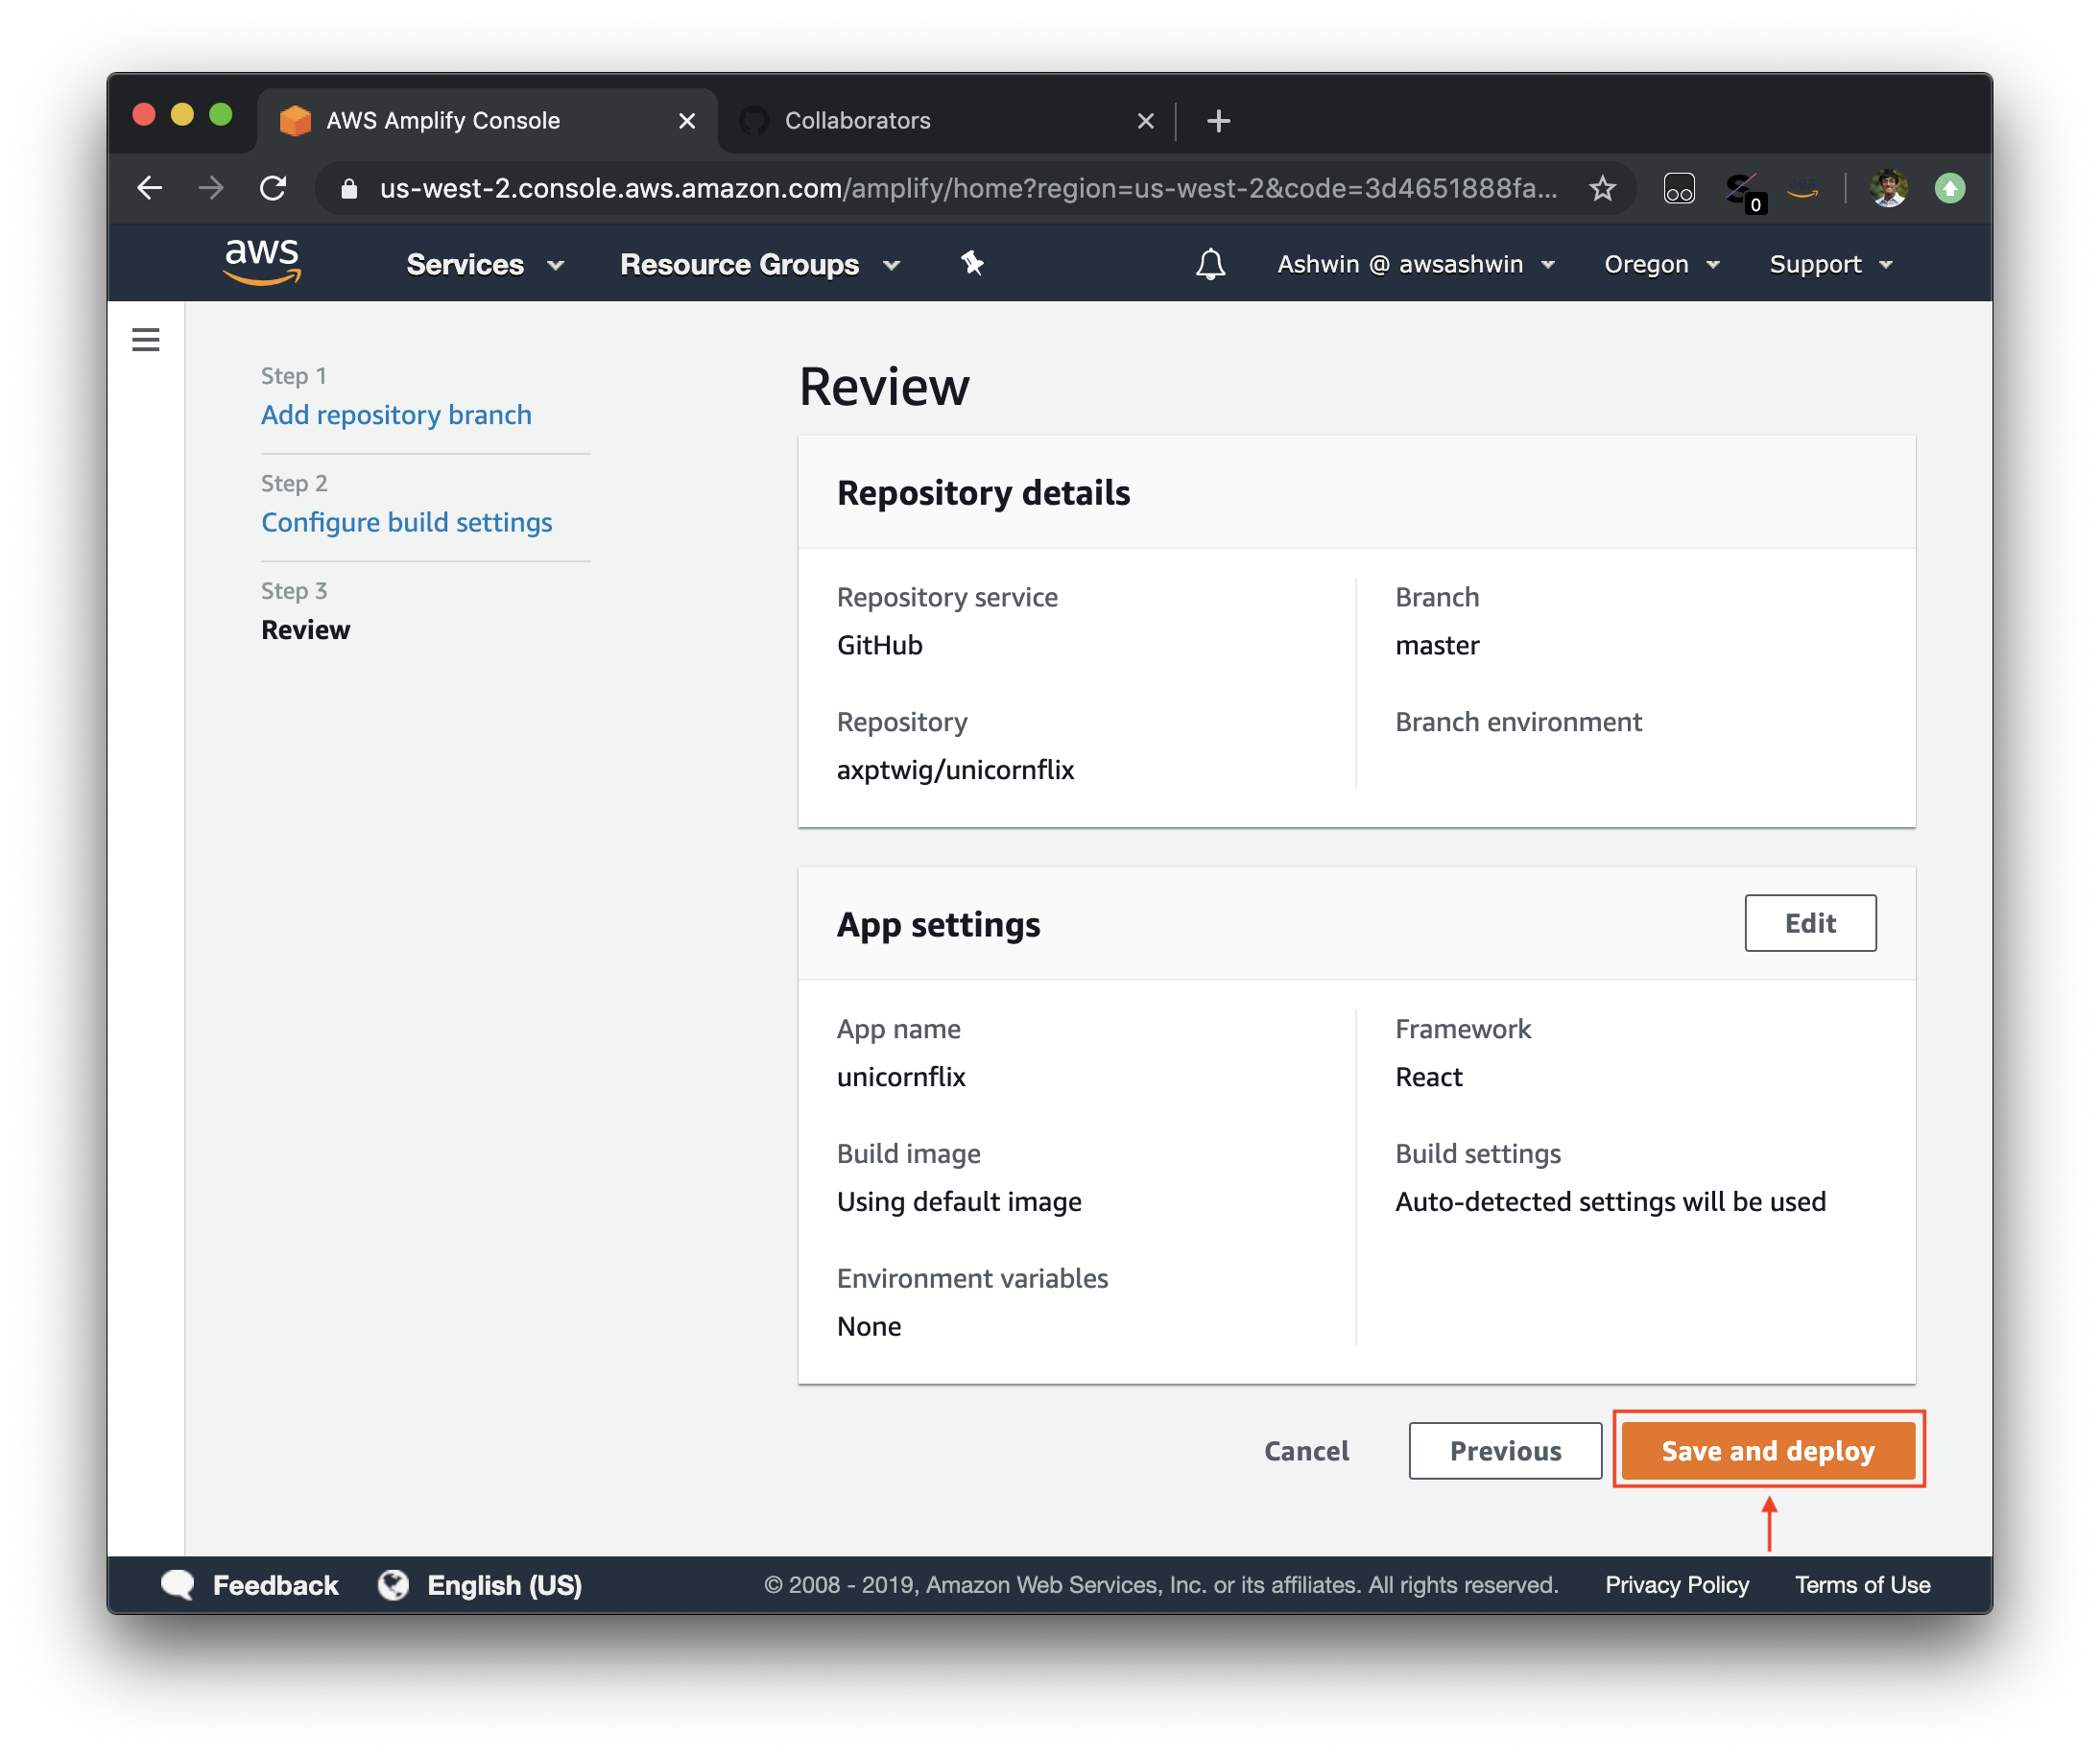 AWS Amplify Console
Collaborators
us-west-2.console.aws.amazon.com/amplify/home?region=us-west-2&code=3d4651888fa...
0
aws
Services
Resource Groups
Ashwin @ awsashwin
Oregon
Support
Step 1
Add repository branch
Step 2
Configure build settings
Step 3
Review
Review
Repository details
Repository service
GitHub
Branch
master
Repository
axptwig/unicornflix
Branch environment
App settings
Edit
App name
unicornflix
Framework
React
Build image
Using default image
Build settings
Auto-detected settings will be used
Environment variables
None
Cancel
Previous
Save and deploy
Feedback
English (US)
© 2008 - 2019, Amazon Web Services, Inc. or its affiliates. All rights reserved.
Privacy Policy
Terms of Use